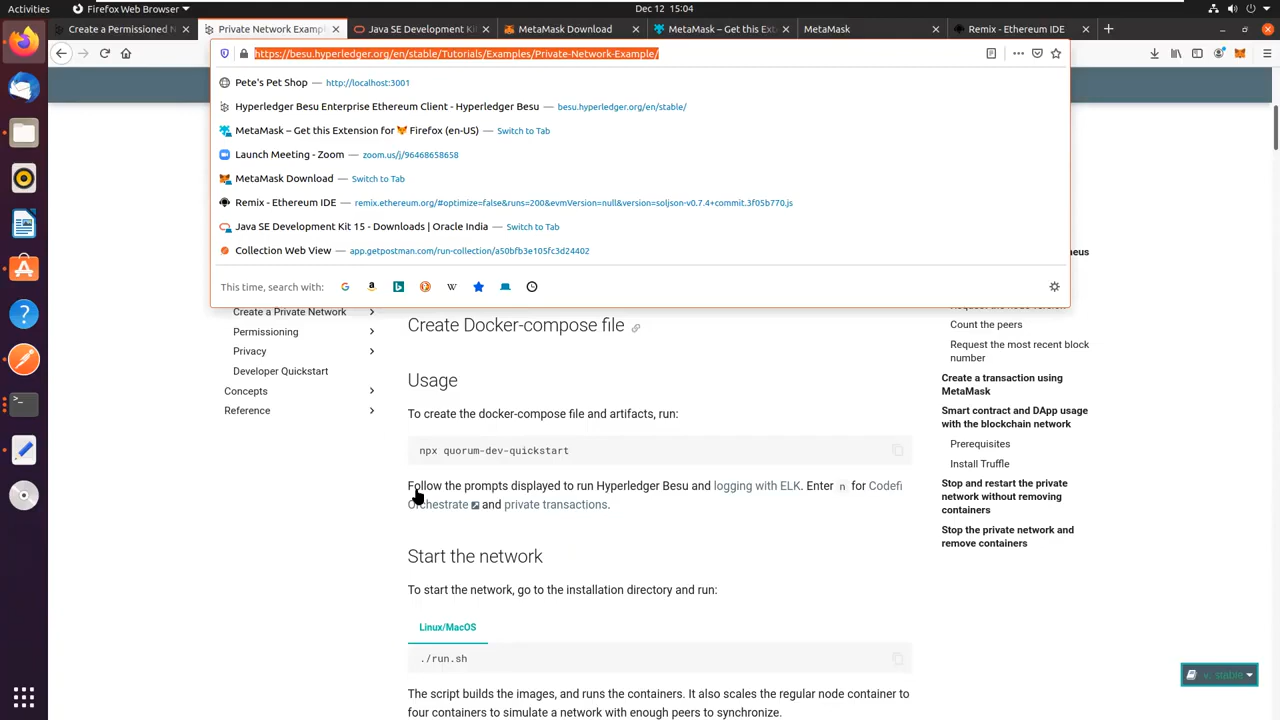 Activities
Firefox Web Browser
Dec 12 15:04
Create a Permissioned N
Private Network Exampl
Java SE Development Kit
MetaMask Download
MetaMask – Get this Exten
MetaMask
Remix - Ethereum IDE
https://besu.hyperledger.org/en/stable/Tutorials/Examples/Private-Network-Example/
Pete's Pet Shop — http://localhost:3001
Hyperledger Besu Enterprise Ethereum Client - Hyperledger Besu — besu.hyperledger.org/en/stable/
MetaMask – Get this Extension for 🦊 Firefox (en-US) — Switch to Tab
Launch Meeting - Zoom — zoom.us/j/96468658658
MetaMask Download — Switch to Tab
Remix - Ethereum IDE — remix.ethereum.org/#optimize=false&runs=200&evmVersion=null&version=soljson-v0.7.4+commit.3f05b770.js
Java SE Development Kit 15 - Downloads | Oracle India — Switch to Tab
Collection Web View — app.getpostman.com/run-collection/a50bfb3e105fc3d24402
This time, search with:
Create a Private Network
Permissioning
Privacy
Developer Quickstart
Concepts
Reference
Create Docker-compose file
Usage
To create the docker-compose file and artifacts, run:
npx quorum-dev-quickstart
Follow the prompts displayed to run Hyperledger Besu and logging with ELK. Enter n for Codefi
Orchestrate and private transactions.
Start the network
To start the network, go to the installation directory and run:
Linux/MacOS
./run.sh
The script builds the images, and runs the containers. It also scales the regular node container to
four containers to simulate a network with enough peers to synchronize.
Count the peers
Request the most recent block
number
Create a transaction using
MetaMask
Smart contract and DApp usage
with the blockchain network
Prerequisites
Install Truffle
Stop and restart the private
network without removing
containers
Stop the private network and
remove containers
v: stable